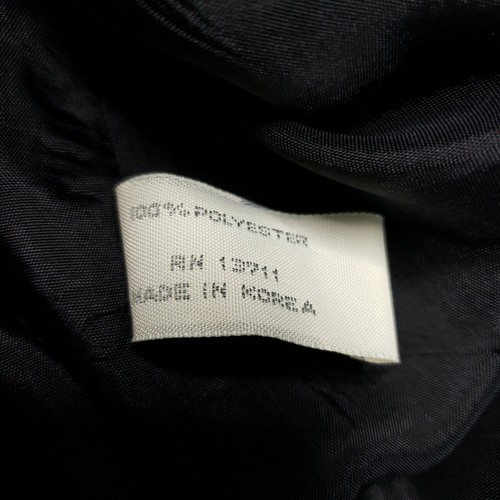 100% POLYESTER
RN 13711
MADE IN KOREA